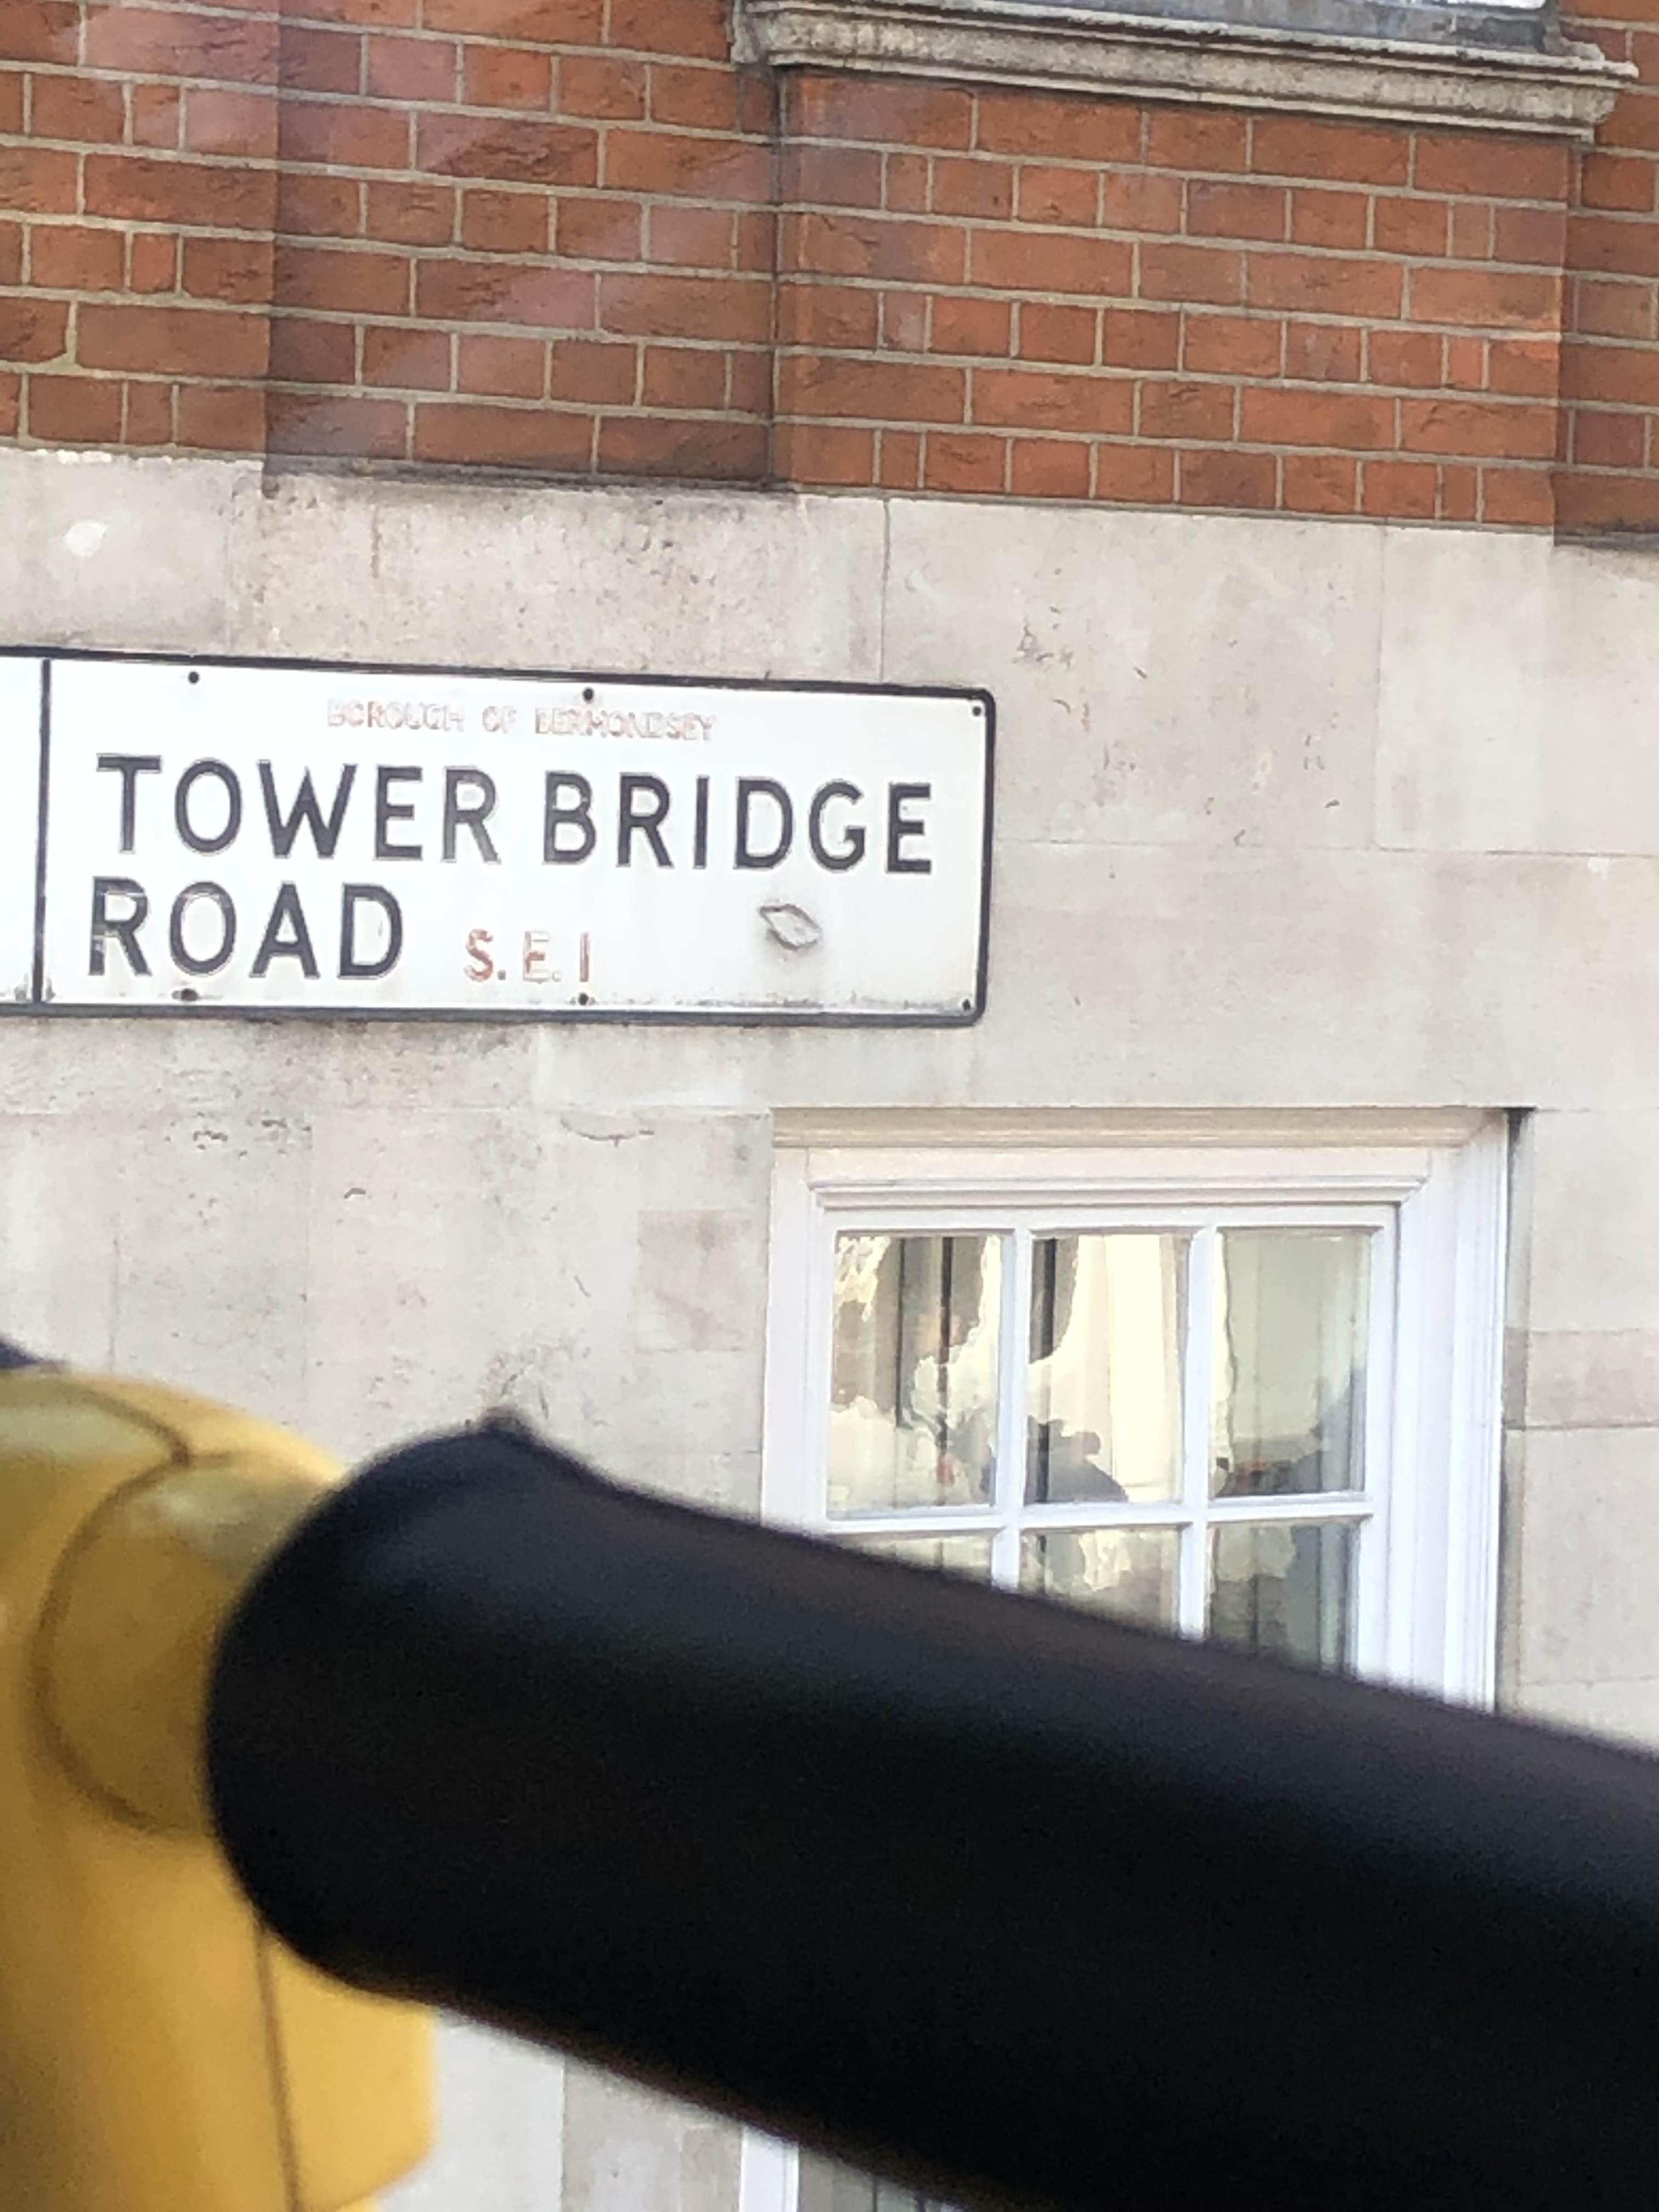 BOROUGH OF BERMONDSEY
TOWER BRIDGE
ROAD S.E.1